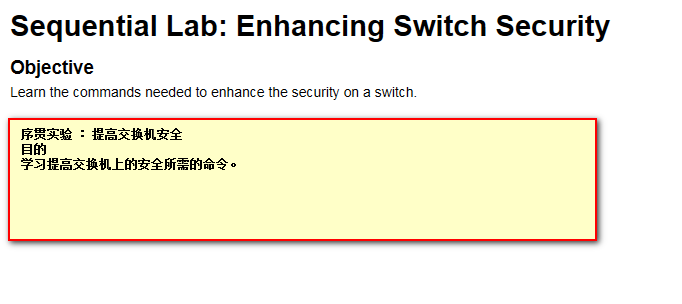 Sequential Lab: Enhancing Switch Security
Objective
Learn the commands needed to enhance the security on a switch.
序贯实验 : 提高交换机安全
目的
学习提高交换机上的安全所需的命令。